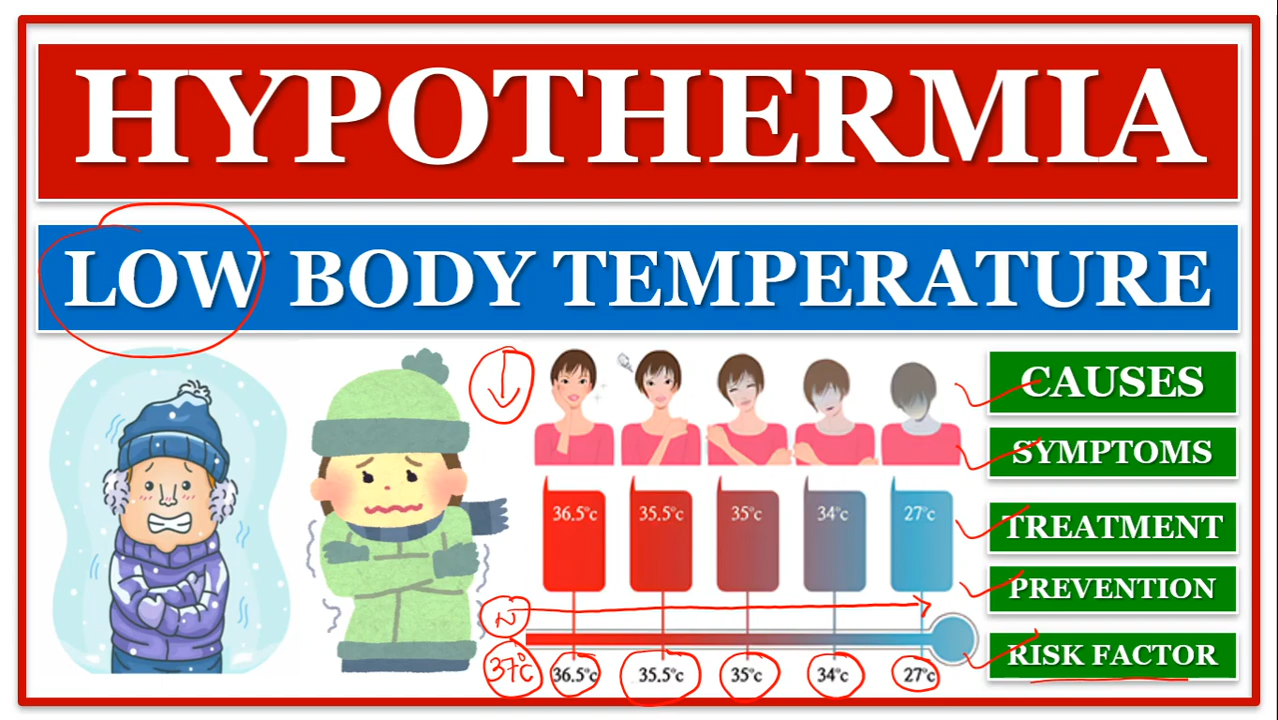 HYPOTHERMIA
LOW BODY TEMPERATURE
CAUSES
SYMPTOMS
TREATMENT
PREVENTION
RISK FACTOR
36.5°c 35.5°c 35°c 34°c 27°c
N
37°C 36.5°c 35.5°c 35°c 34°c 27°c